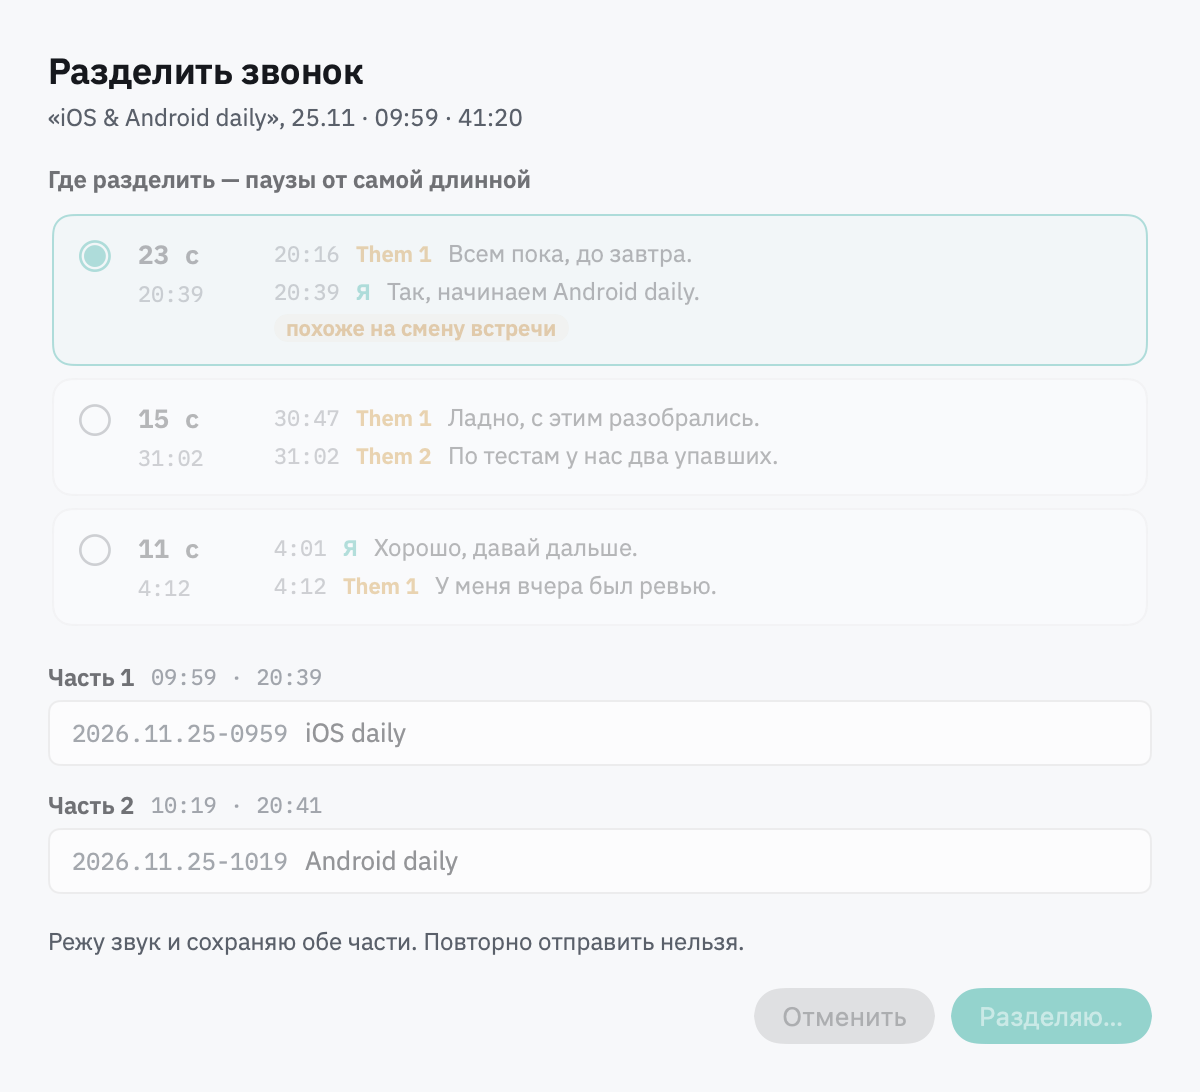 Разделить звонок
«iOS & Android daily», 25.11 · 09:59 · 41:20
Где разделить — паузы от самой длинной
23 с
20:39
20:16 Them 1 Всем пока, до завтра.
20:39 Я Так, начинаем Android daily.
похоже на смену встречи
15 с
31:02
30:47 Them 1 Ладно, с этим разобрались.
31:02 Them 2 По тестам у нас два упавших.
11 с
4:12
4:01 Я Хорошо, давай дальше.
4:12 Them 1 У меня вчера был ревью.
Часть 1 09:59 · 20:39
2026.11.25-0959 iOS daily
Часть 2 10:19 · 20:41
2026.11.25-1019 Android daily
Режу звук и сохраняю обе части. Повторно отправить нельзя.
Отменить
Разделяю…